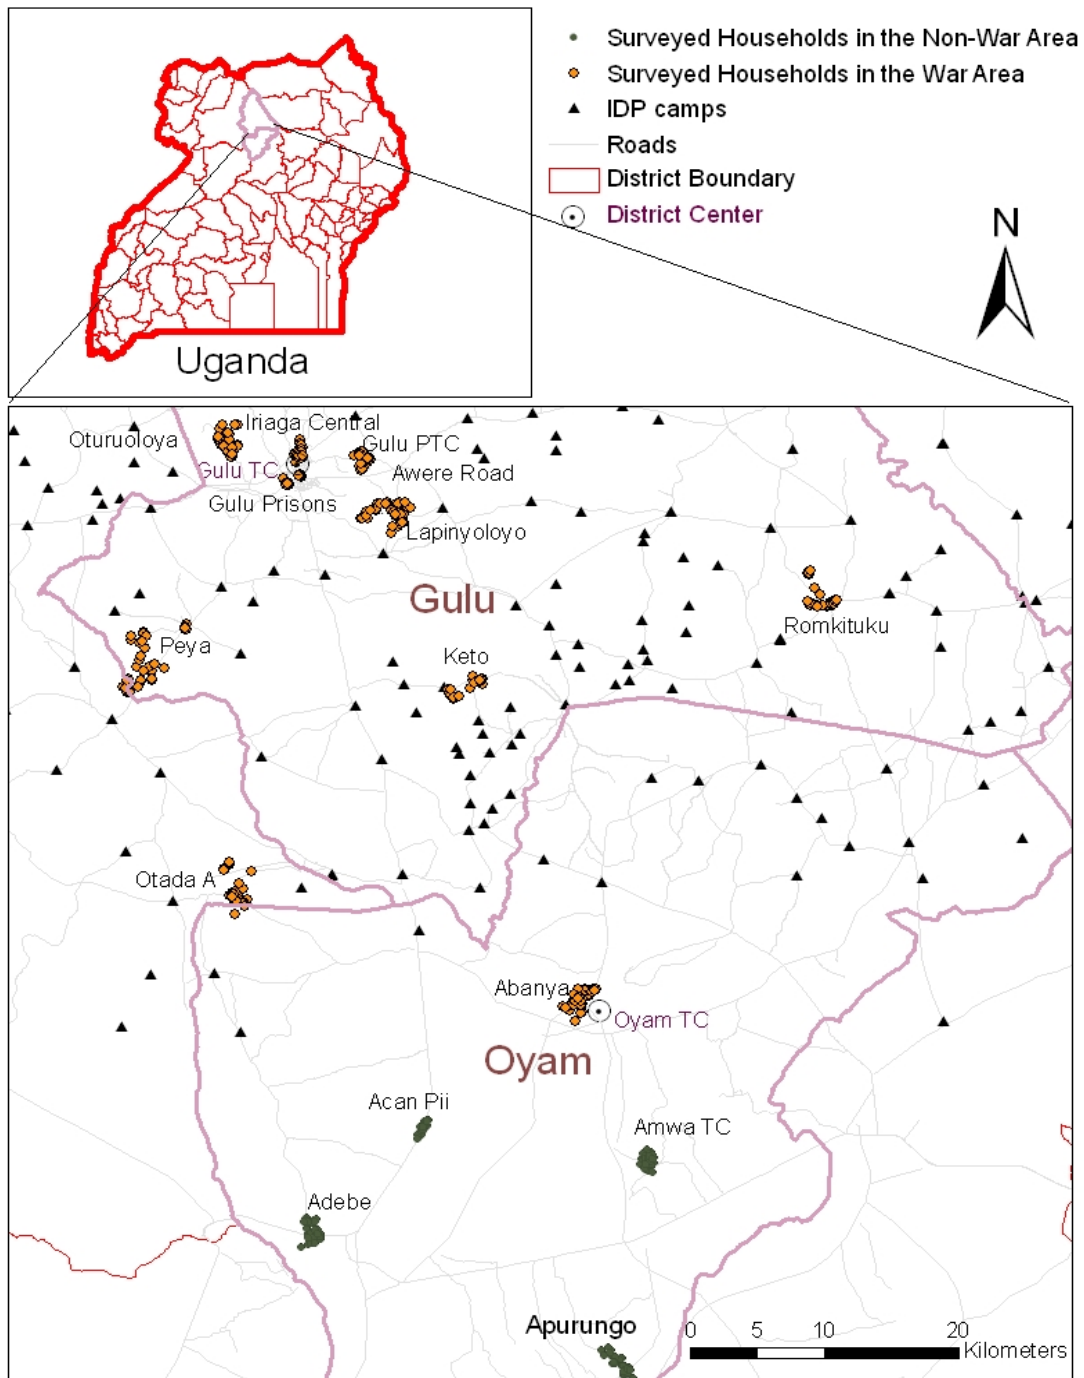 Surveyed Households in the Non-War Area
Surveyed Households in the War Area
IDP camps
Roads
District Boundary
District Center
N
Uganda
Iriaga Central
Oturuoloya
Gulu PTC
Gulu TC
Awere Road
Gulu Prisons
Lapinyoloyo
Gulu
Romkituku
Peya
Keto
Otada A
Abanya
Oyam TC
Oyam
Acan Pii
Amwa TC
Adebe
Apurungo
0 5 10 20
Kilometers